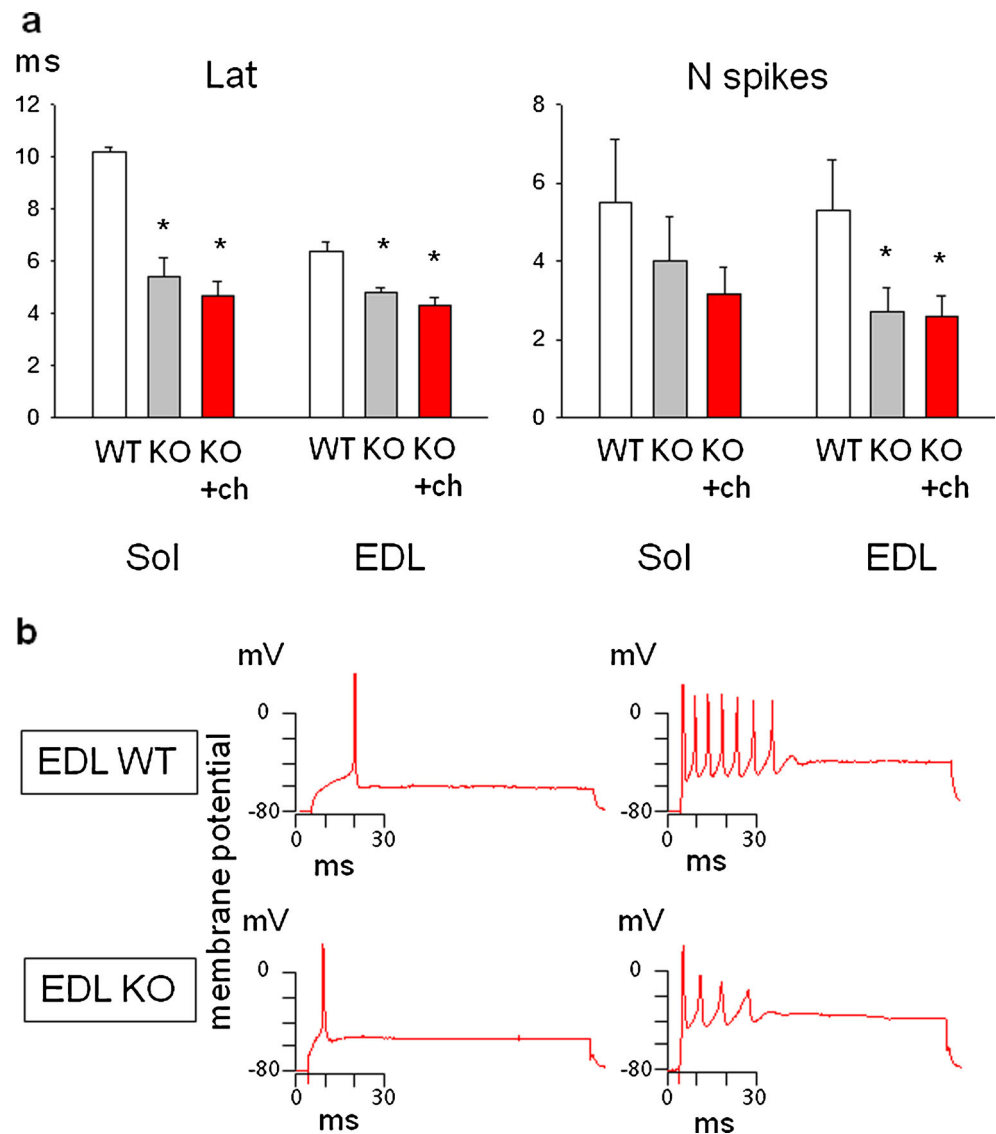 a
ms
Lat
N spikes
12
10
8
6
4
2
0
* * * *
WT KO KO +ch
WT KO KO +ch
Sol
EDL
8
6
4
2
0
* *
WT KO KO +ch
WT KO KO +ch
Sol
EDL
b
EDL WT
membrane potential
mV
0
-80
0 30
ms
mV
0
-80
0 30
ms
EDL KO
mV
0
-80
0 30
ms
mV
0
-80
0 30
ms